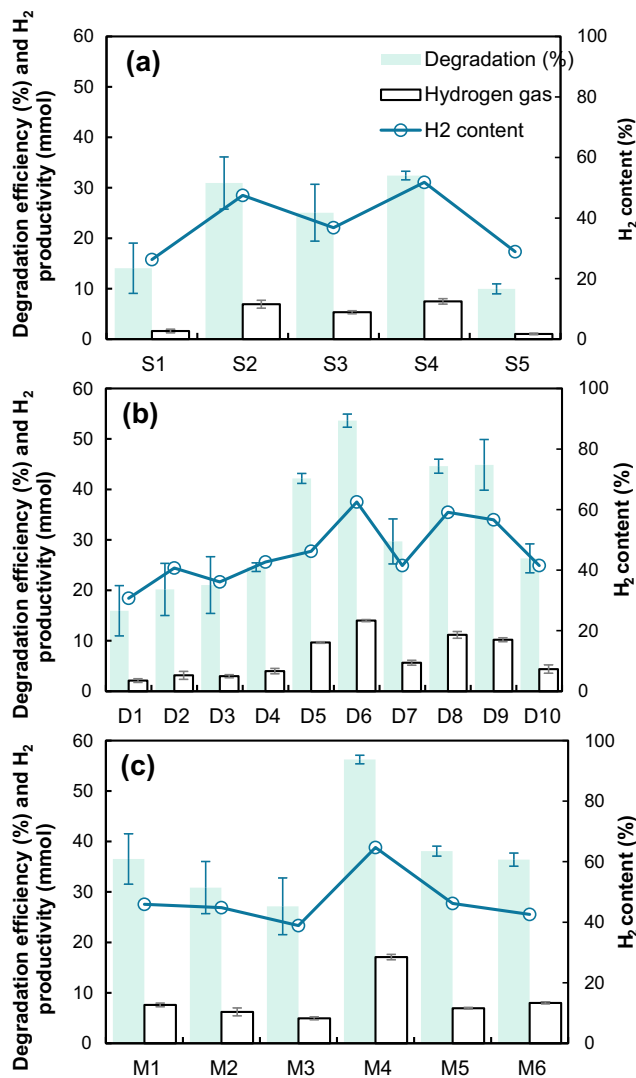 Degradation efficiency (%) and H2
productivity (mmol)
(a)
Degradation (%)
Hydrogen gas
H2 content
60
50
40
30
20
10
0
100
80
60
40
20
0
H2 content (%)
S1 S2 S3 S4 S5
Degradation efficiency (%) and H2
productivity (mmol)
(b)
60
50
40
30
20
10
0
100
80
60
40
20
0
H2 content (%)
D1 D2 D3 D4 D5 D6 D7 D8 D9 D10
Degradation efficiency (%) and H2
productivity (mmol)
(c)
60
50
40
30
20
10
0
100
80
60
40
20
0
H2 content (%)
M1 M2 M3 M4 M5 M6